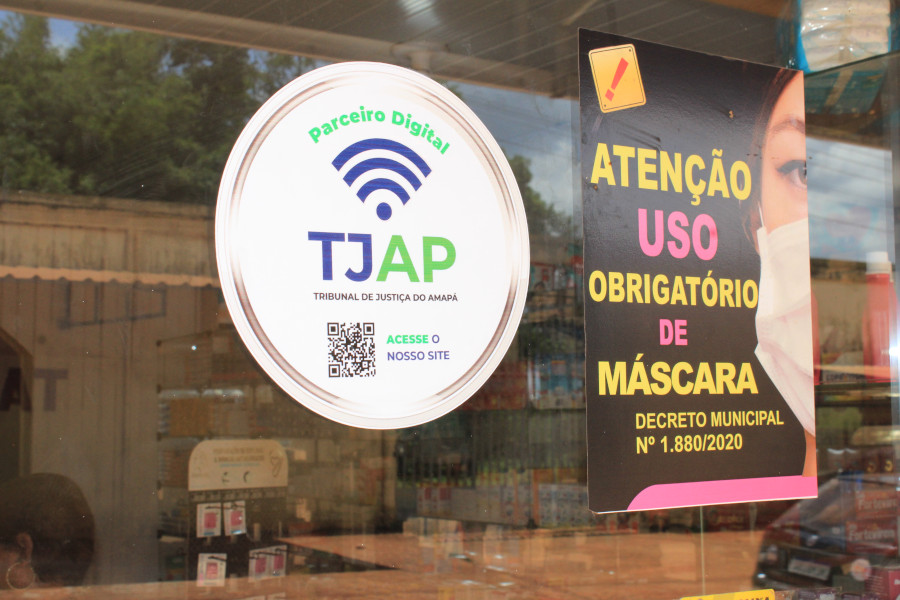 Parceiro Digital
TJAP
TRIBUNAL DE JUSTIÇA DO AMAPÁ
ACESSE O
NOSSO SITE
!
ATENÇÃO
USO
OBRIGATÓRIO
DE
MÁSCARA
DECRETO MUNICIPAL
Nº 1.880/2020